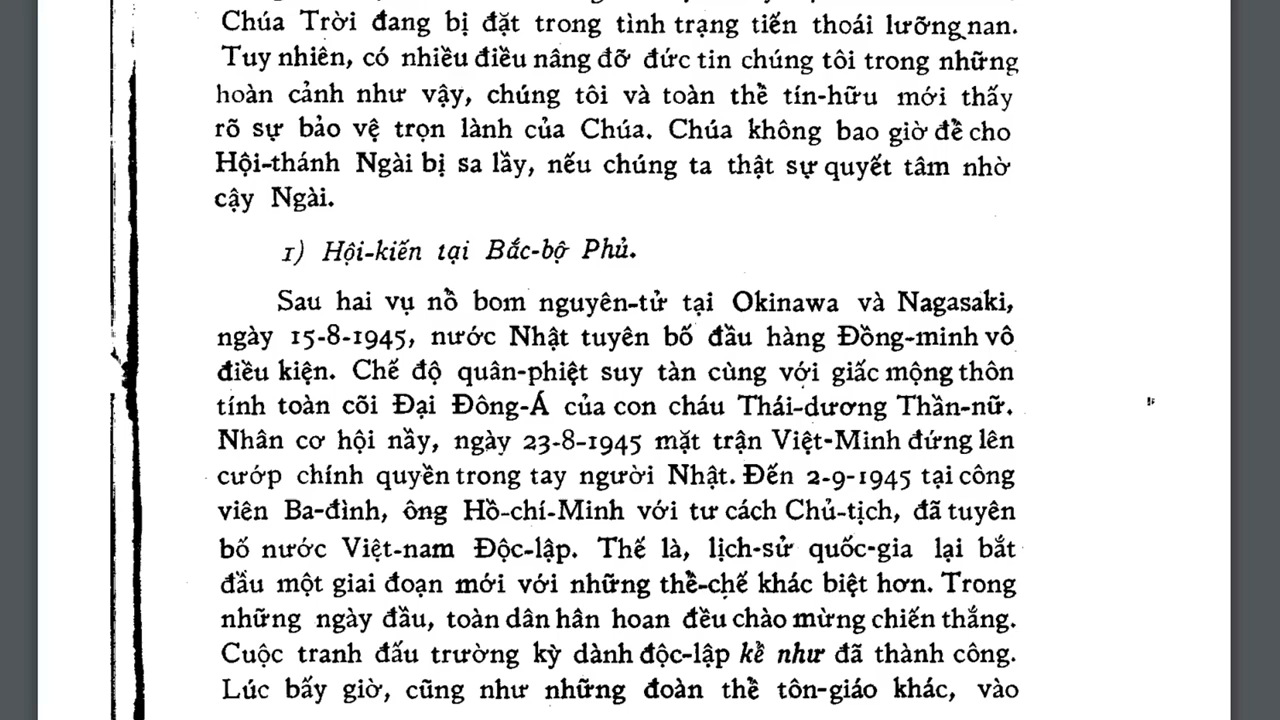 Chúa Trời đang bị đặt trong tình trạng tiến thoái lưỡng nan.
Tuy nhiên, có nhiều điều nâng đỡ đức tin chúng tôi trong những
hoàn cảnh như vậy, chúng tôi và toàn thể tín-hữu mới thấy
rõ sự bảo vệ trọn lành của Chúa. Chúa không bao giờ để cho
Hội-thánh Ngài bị sa lầy, nếu chúng ta thật sự quyết tâm nhờ
cậy Ngài.
1) Hội-kiến tại Bắc-bộ Phủ.
Sau hai vụ nổ bom nguyên-tử tại Okinawa và Nagasaki,
ngày 15-8-1945, nước Nhật tuyên bố đầu hàng Đồng-minh vô
điều kiện. Chế độ quân-phiệt suy tàn cùng với giấc mộng thôn
tính toàn cõi Đại Đông-Á của con cháu Thái-dương Thần-nữ.
Nhân cơ hội nầy, ngày 23-8-1945 mặt trận Việt-Minh đứng lên
cướp chính quyền trong tay người Nhật. Đến 2-9-1945 tại công
viên Ba-đình, ông Hồ-chí-Minh với tư cách Chủ-tịch, đã tuyên
bố nước Việt-nam Độc-lập. Thế là, lịch-sử quốc-gia lại bắt
đầu một giai đoạn mới với những thể-chế khác biệt hơn. Trong
những ngày đầu, toàn dân hân hoan đều chào mừng chiến thắng.
Cuộc tranh đấu trường kỳ dành độc-lập kể như đã thành công.
Lúc bấy giờ, cũng như những đoàn thể tôn-giáo khác, vào